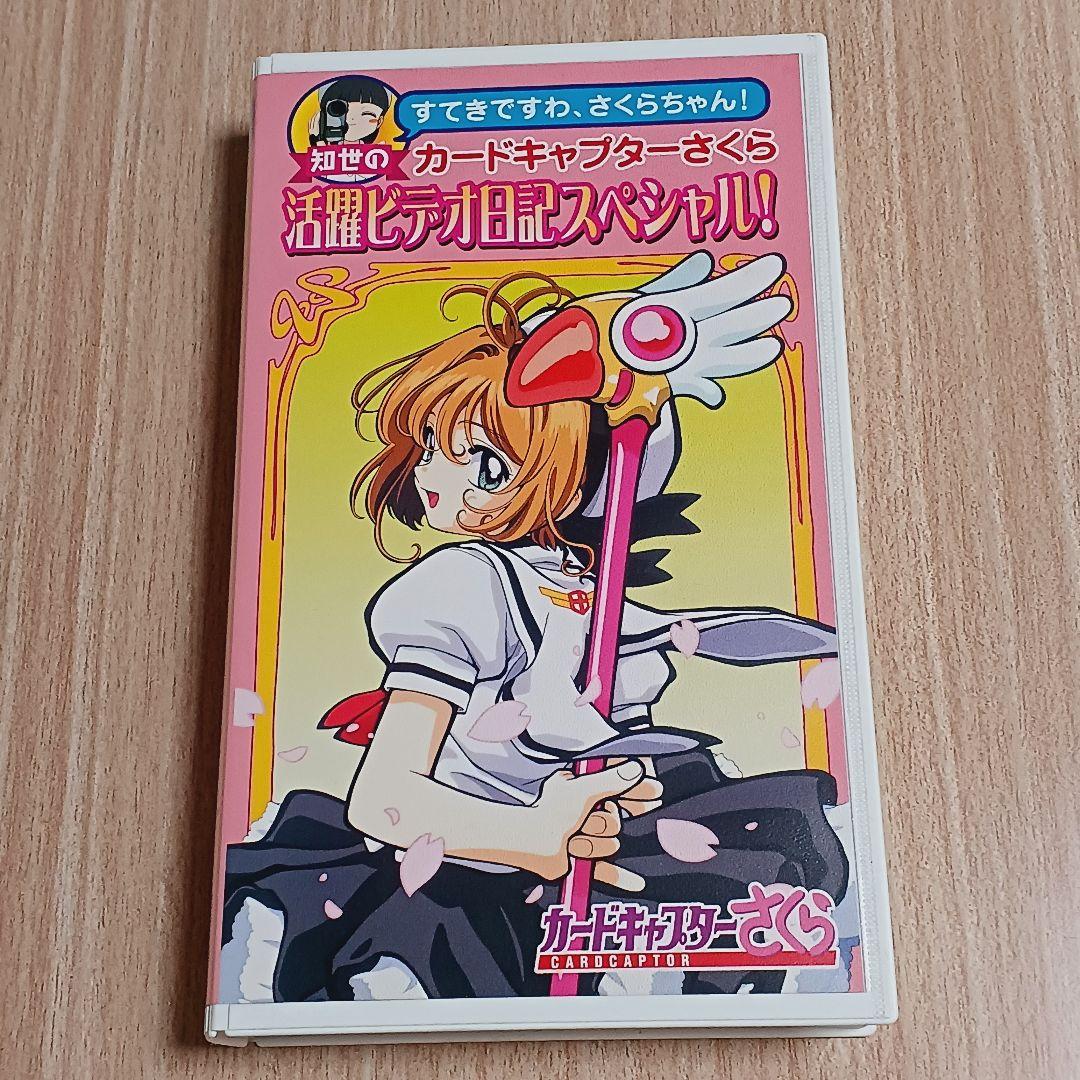 すてきですわ、さくらちゃん!
知世の
カードキャプターさくら
活躍ビデオ日記スペシャル!
カードキャプターさくら
CARDCAPTOR